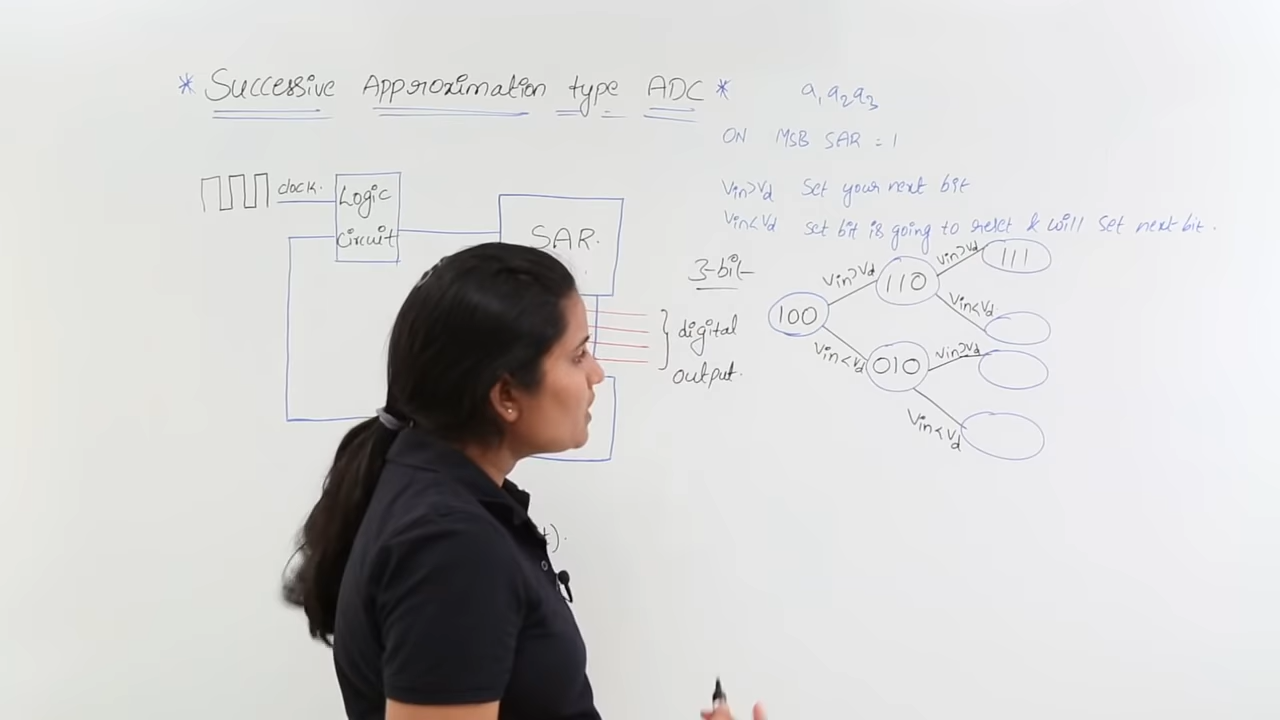 * Successive Approximation type ADC *
a1 a2 a3
ON MSB SAR = 1
Vin>Vd Set your next bit
Vin<Vd set bit is going to reset & will set next bit.
clock.
Logic
circuit
SAR.
3-bit
digital
output.
100
Vin>Vd
110
Vin>Vd
111
Vin<Vd
Vin<Vd
010
Vin>Vd
Vin<Vd
t).